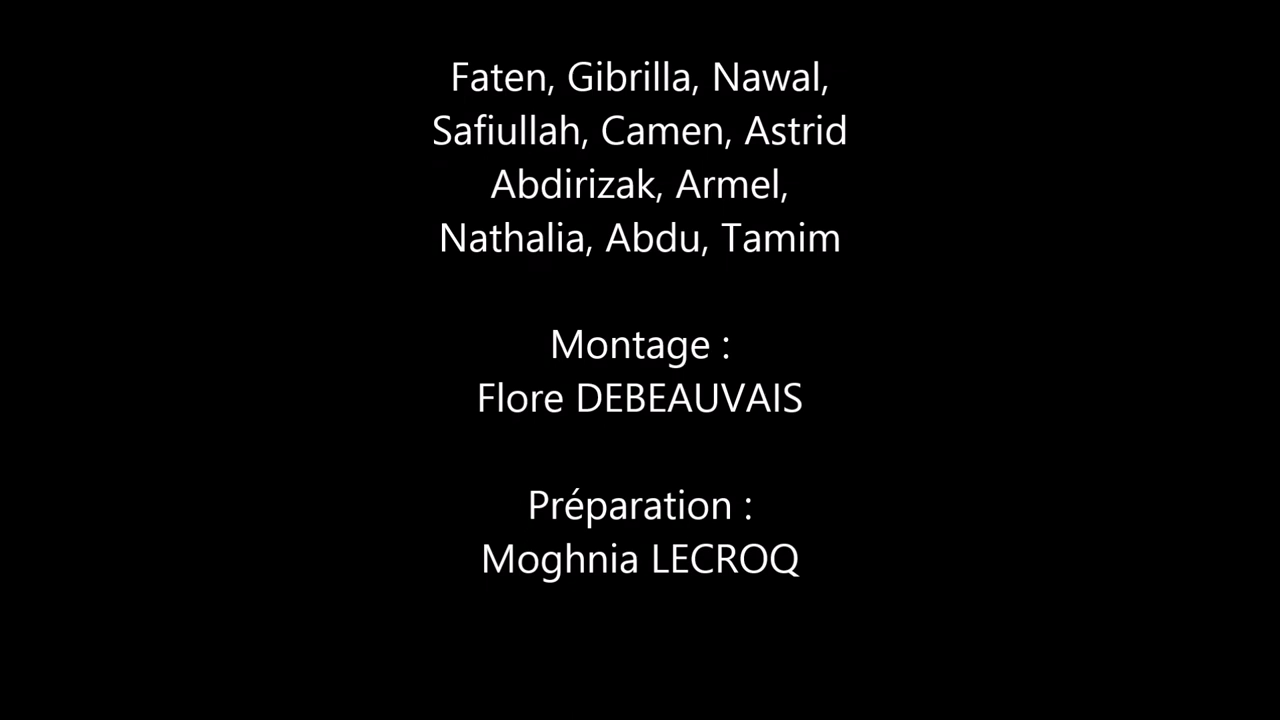 Faten, Gibrilla, Nawal,
Safiullah, Camen, Astrid
Abdirizak, Armel,
Nathalia, Abdu, Tamim
Montage :
Flore DEBEAUVAIS
Préparation :
Moghnia LECROQ